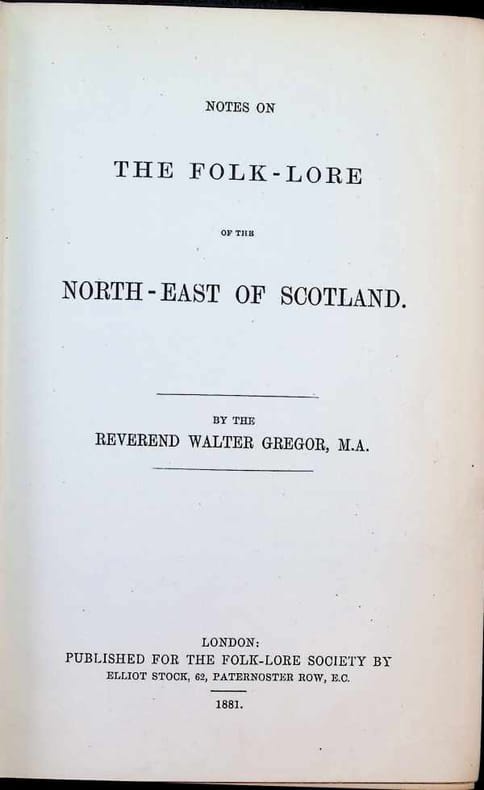 NOTES ON
THE FOLK-LORE
OF THE
NORTH-EAST OF SCOTLAND.
BY THE
REVEREND WALTER GREGOR, M.A.
LONDON:
PUBLISHED FOR THE FOLK-LORE SOCIETY BY
ELLIOT STOCK, 62, PATERNOSTER ROW, E.C.
1881.